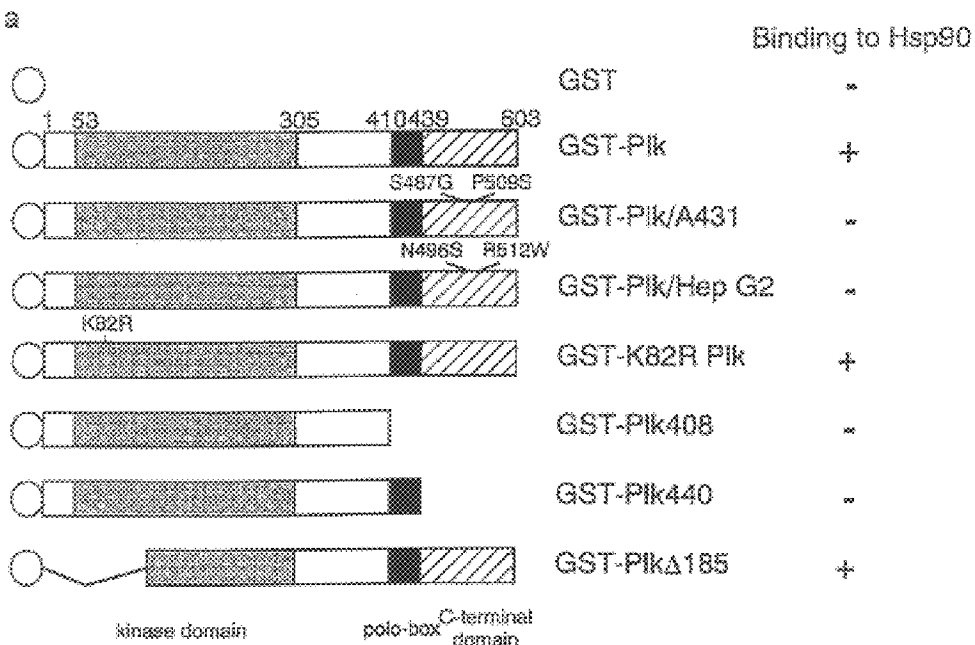 a
Binding to Hsp90
GST -
1 53 305 410 439 603
GST-Plk +
S467G P509S
GST-Plk/A431 -
N496S R512W
GST-Plk/Hep G2 -
K82R
GST-K82R Plk +
GST-Plk408 -
GST-Plk440 -
GST-PlkΔ185 +
kinase domain polo-box C-terminal
domain